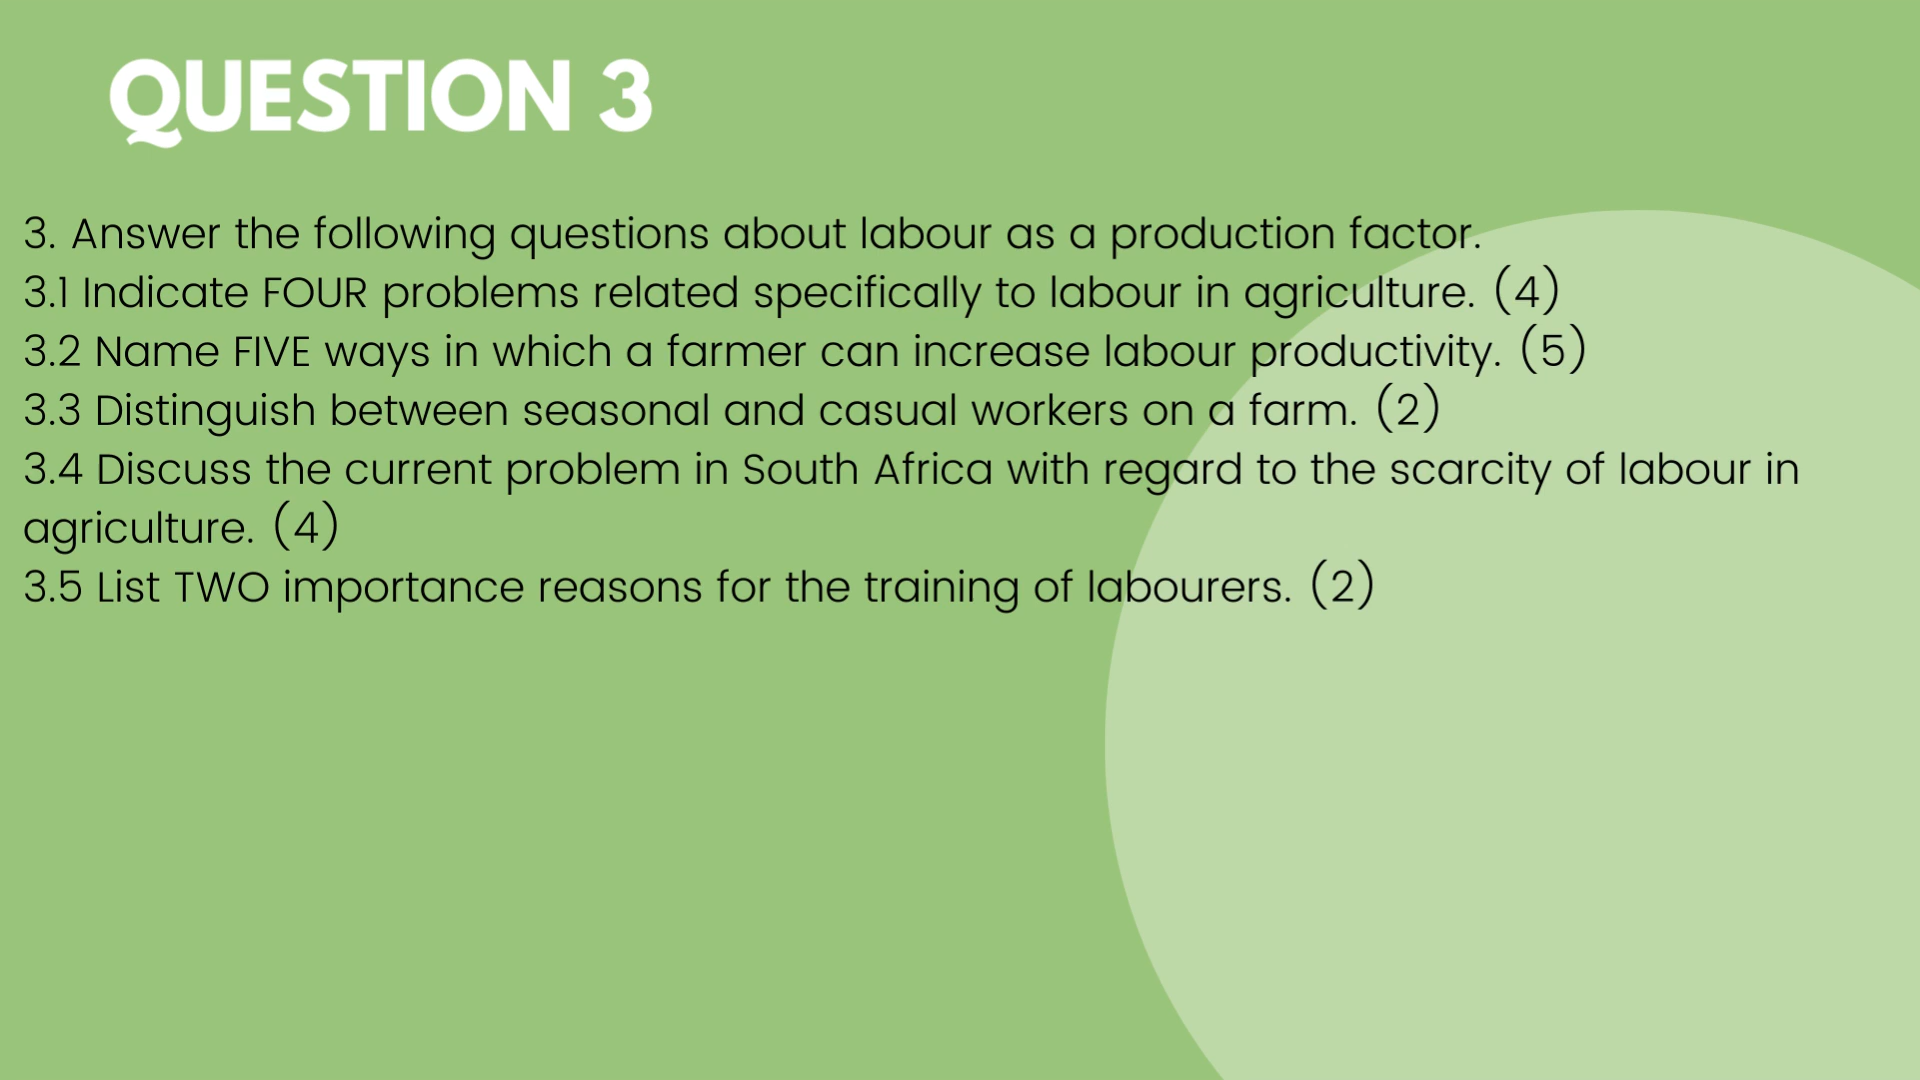 QUESTION 3
3. Answer the following questions about labour as a production factor.
3.1 Indicate FOUR problems related specifically to labour in agriculture. (4)
3.2 Name FIVE ways in which a farmer can increase labour productivity. (5)
3.3 Distinguish between seasonal and casual workers on a farm. (2)
3.4 Discuss the current problem in South Africa with regard to the scarcity of labour in
agriculture. (4)
3.5 List TWO importance reasons for the training of labourers. (2)